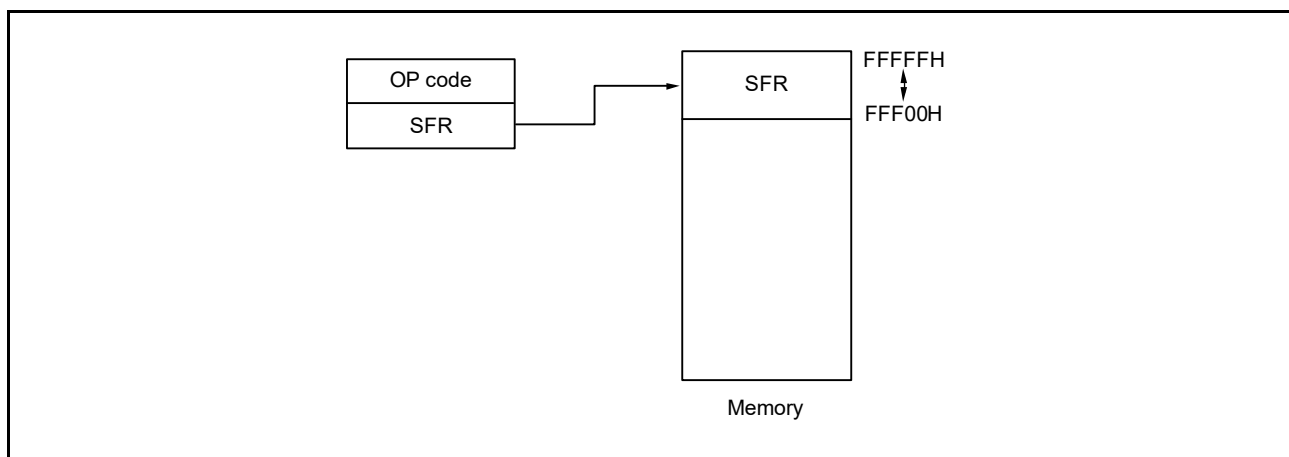 OP code
SFR
SFR
FFFFFH
FFF00H
Memory